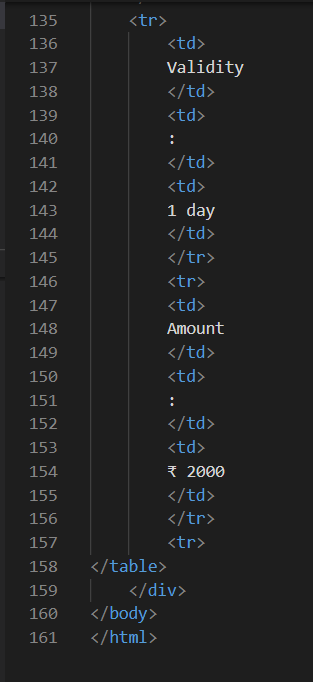 135 <tr>
136 <td>
137 Validity
138 </td>
139 <td>
140 :
141 </td>
142 <td>
143 1 day
144 </td>
145 </tr>
146 <tr>
147 <td>
148 Amount
149 </td>
150 <td>
151 :
152 </td>
153 <td>
154 ₹ 2000
155 </td>
156 </tr>
157 <tr>
158 </table>
159 </div>
160 </body>
161 </html>